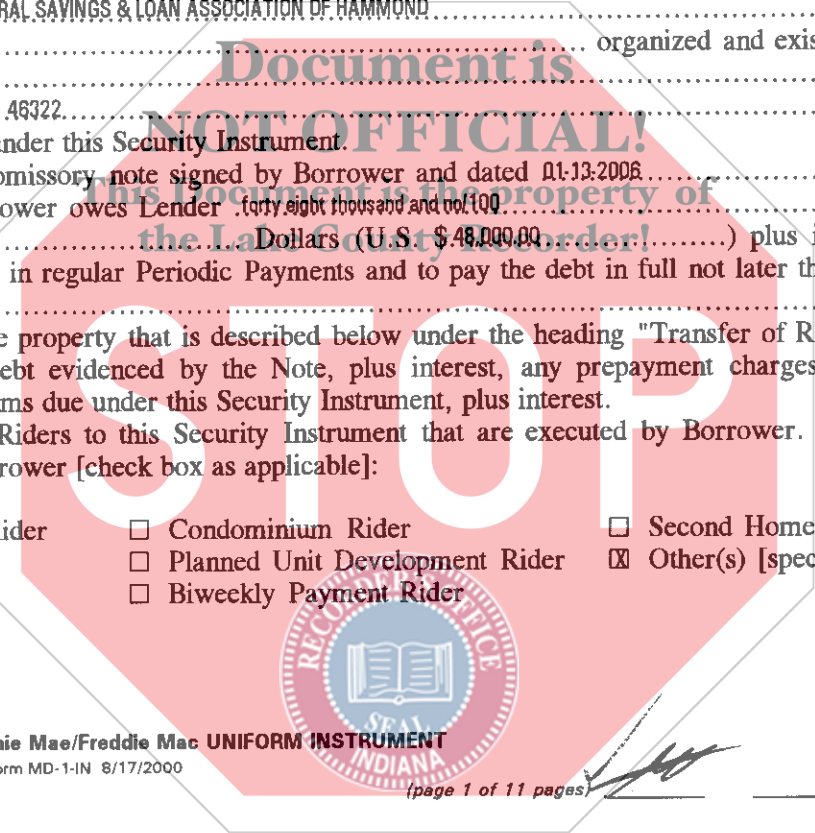 RAL SAVINGS & LOAN ASSOCIATION OF HAMMOND
organized and exis
Document is
46322
NOT OFFICIAL!
nder this Security Instrument.
omissory note signed by Borrower and dated 01-13-2006
This Document is the property of
ower owes Lender forty eight thousand and no/100
the Lake County Recorder!
Dollars (U.S. $ 48,000.00 ) plus i
in regular Periodic Payments and to pay the debt in full not later th
e property that is described below under the heading "Transfer of R
ebt evidenced by the Note, plus interest, any prepayment charges
ms due under this Security Instrument, plus interest.
STOP
Riders to this Security Instrument that are executed by Borrower.
rower [check box as applicable]:
ider ☐ Condominium Rider ☐ Second Home
☐ Planned Unit Development Rider ☒ Other(s) [spec
☐ Biweekly Payment Rider
RECORDER'S OFFICE
SEAL
INDIANA
nie Mae/Freddie Mac UNIFORM INSTRUMENT
orm MD-1-IN 8/17/2000
(page 1 of 11 pages)